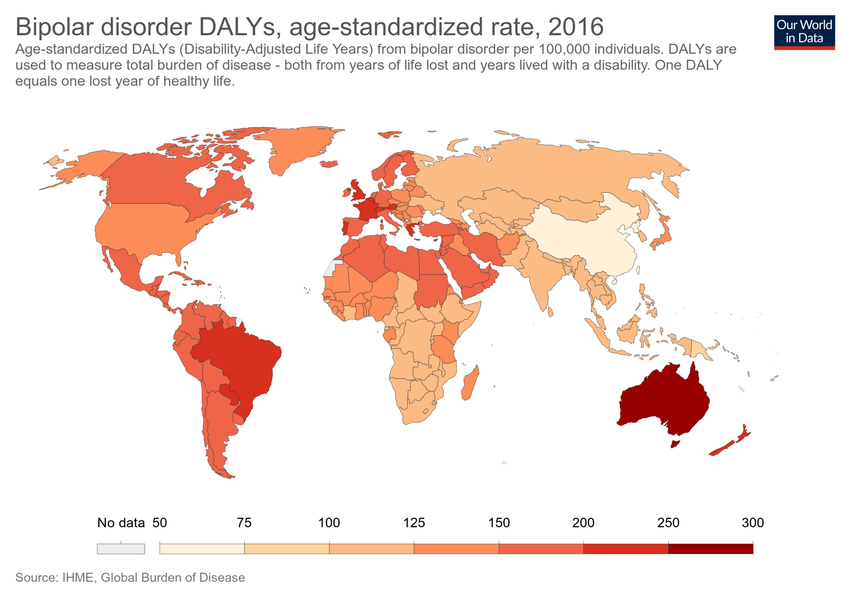 Bipolar disorder DALYs, age-standardized rate, 2016
Our World
in Data
Age-standardized DALYs (Disability-Adjusted Life Years) from bipolar disorder per 100,000 individuals. DALYs are
used to measure total burden of disease - both from years of life lost and years lived with a disability. One DALY
equals one lost year of healthy life.
No data 50 75 100 125 150 200 250 300
Source: IHME, Global Burden of Disease